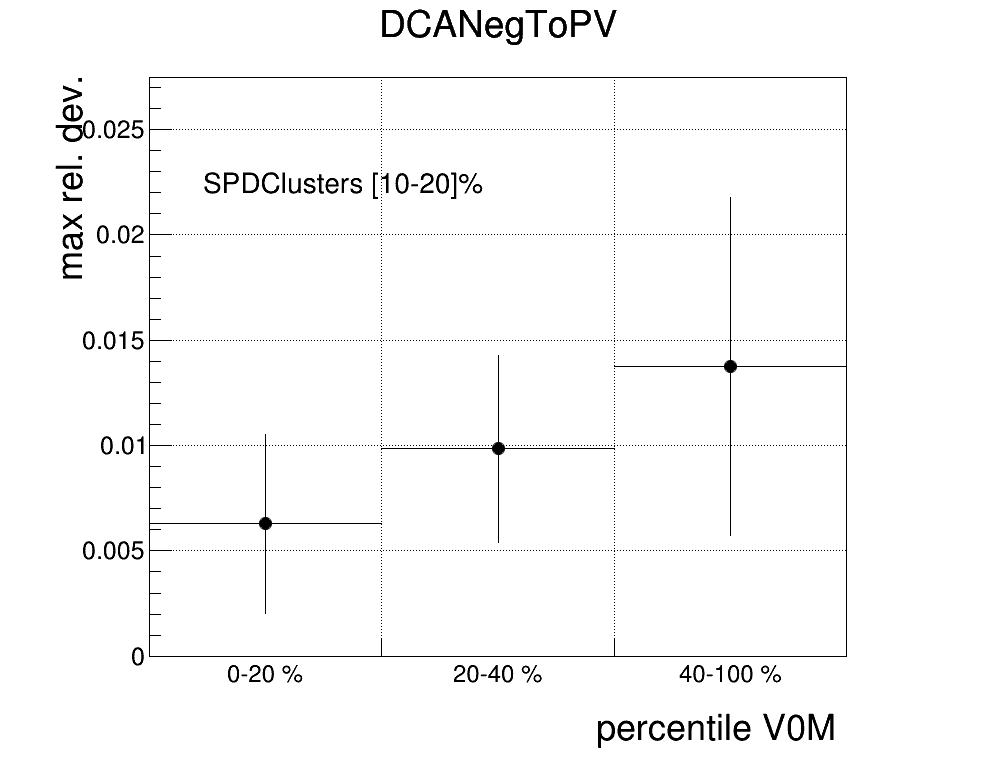 DCANegToPV
max rel. dev.
0.025
SPDClusters [10-20]%
0.02
0.015
0.01
0.005
0
0-20 %
20-40 %
40-100 %
percentile V0M